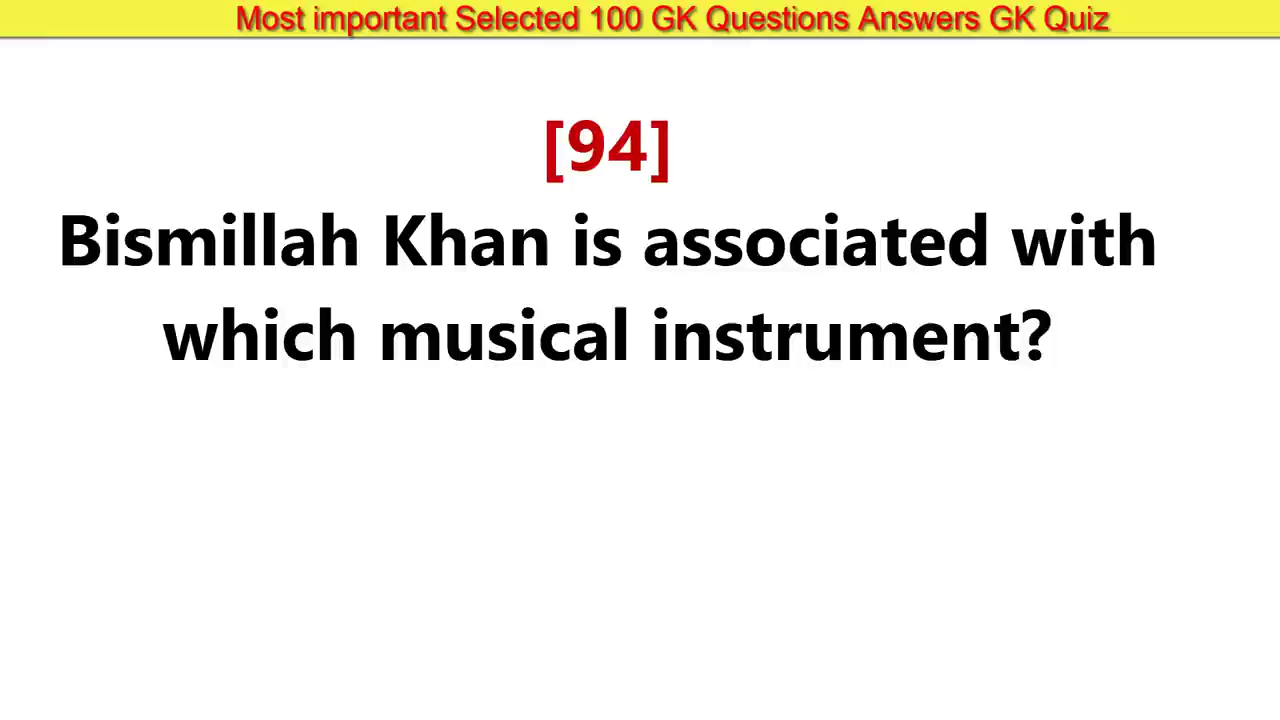 Most important Selected 100 GK Questions Answers GK Quiz
[94]
Bismillah Khan is associated with
which musical instrument?